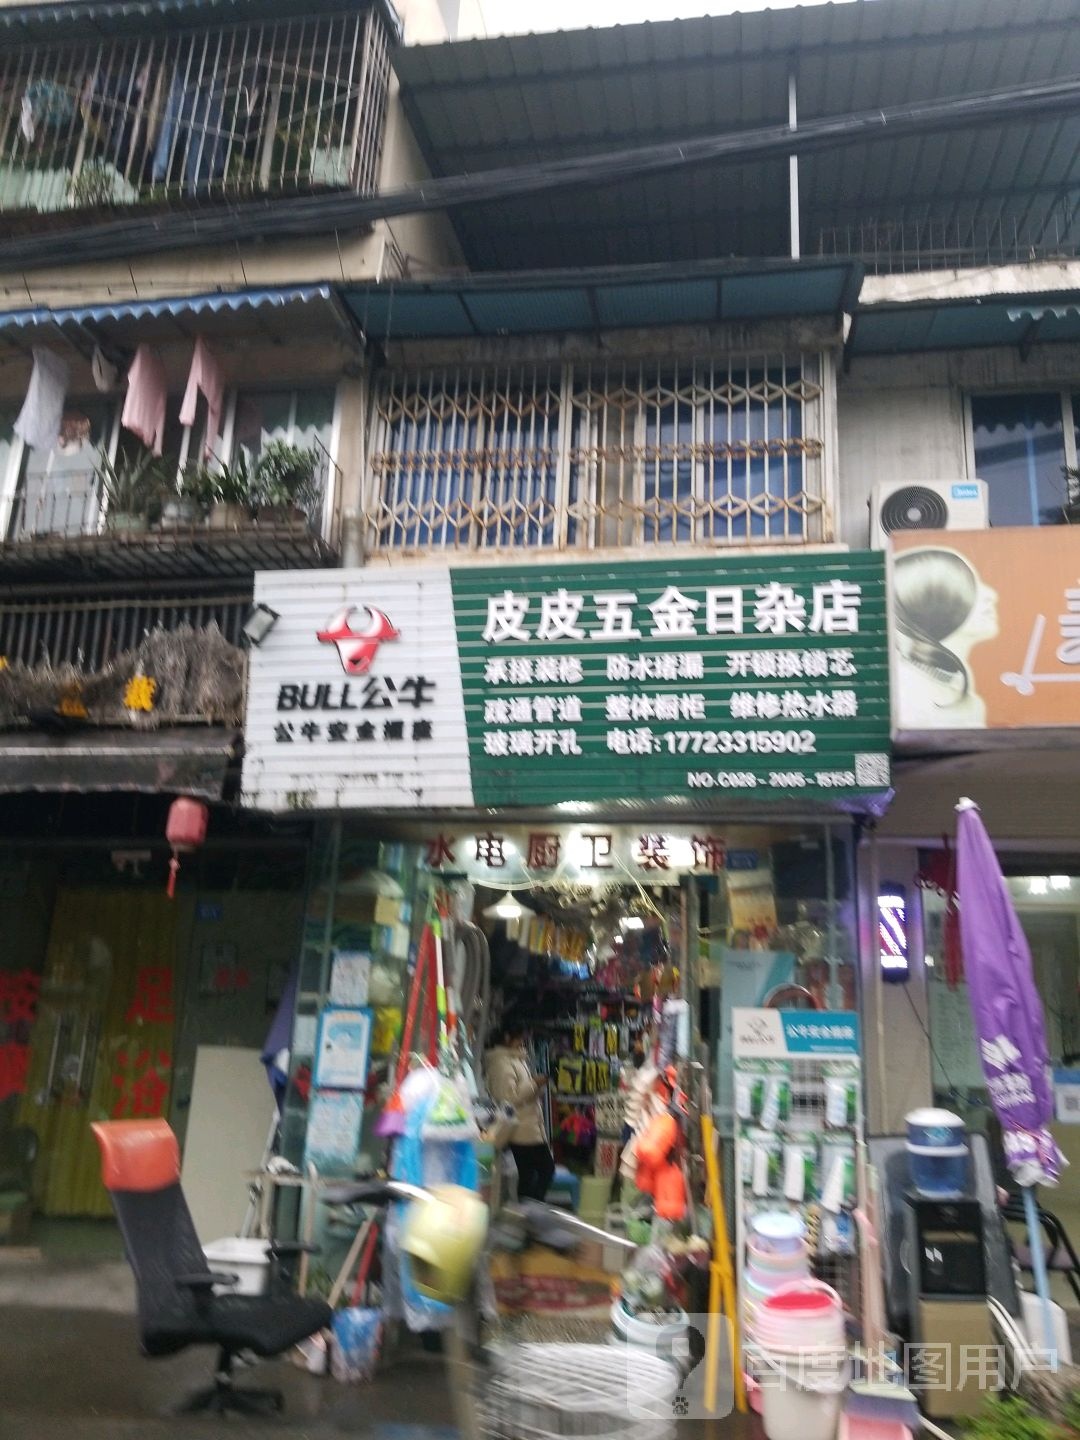 Midea
皮皮五金日杂店
BULL公牛
公牛安全插座
承接装修 防水堵漏 开锁换锁芯
疏通管道 整体橱柜 维修热水器
玻璃开孔 电话:17723315902
NO.C028-2005-15158
水电厨卫装饰
按摩
足浴
公牛安全插座
百度地图用户